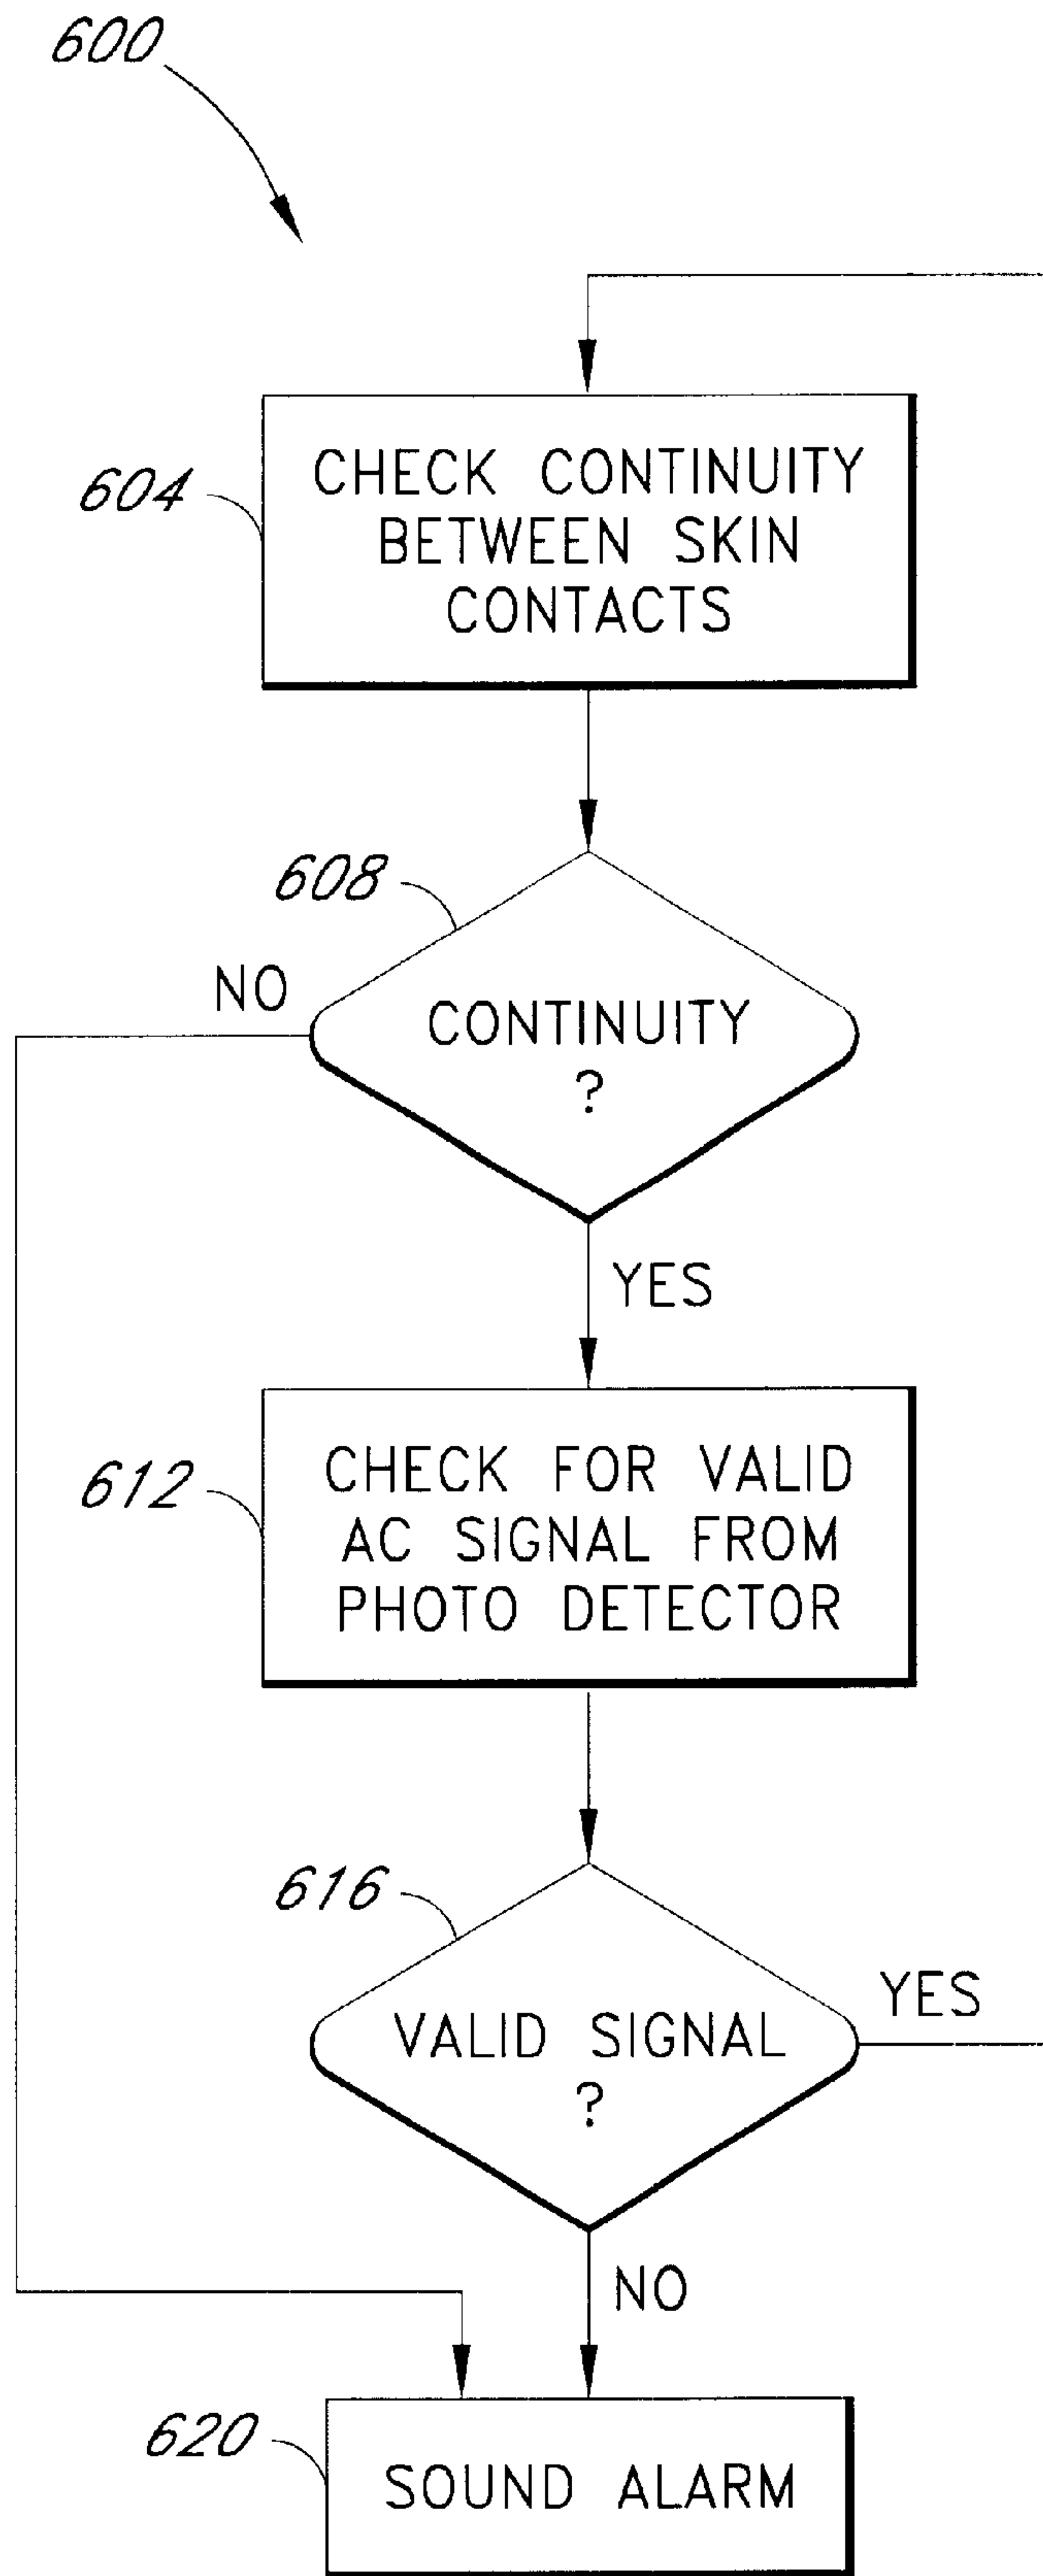 600
604
CHECK CONTINUITY
BETWEEN SKIN
CONTACTS
608
NO
CONTINUITY
?
YES
612
CHECK FOR VALID
AC SIGNAL FROM
PHOTO DETECTOR
616
YES
VALID SIGNAL
?
NO
620
SOUND ALARM